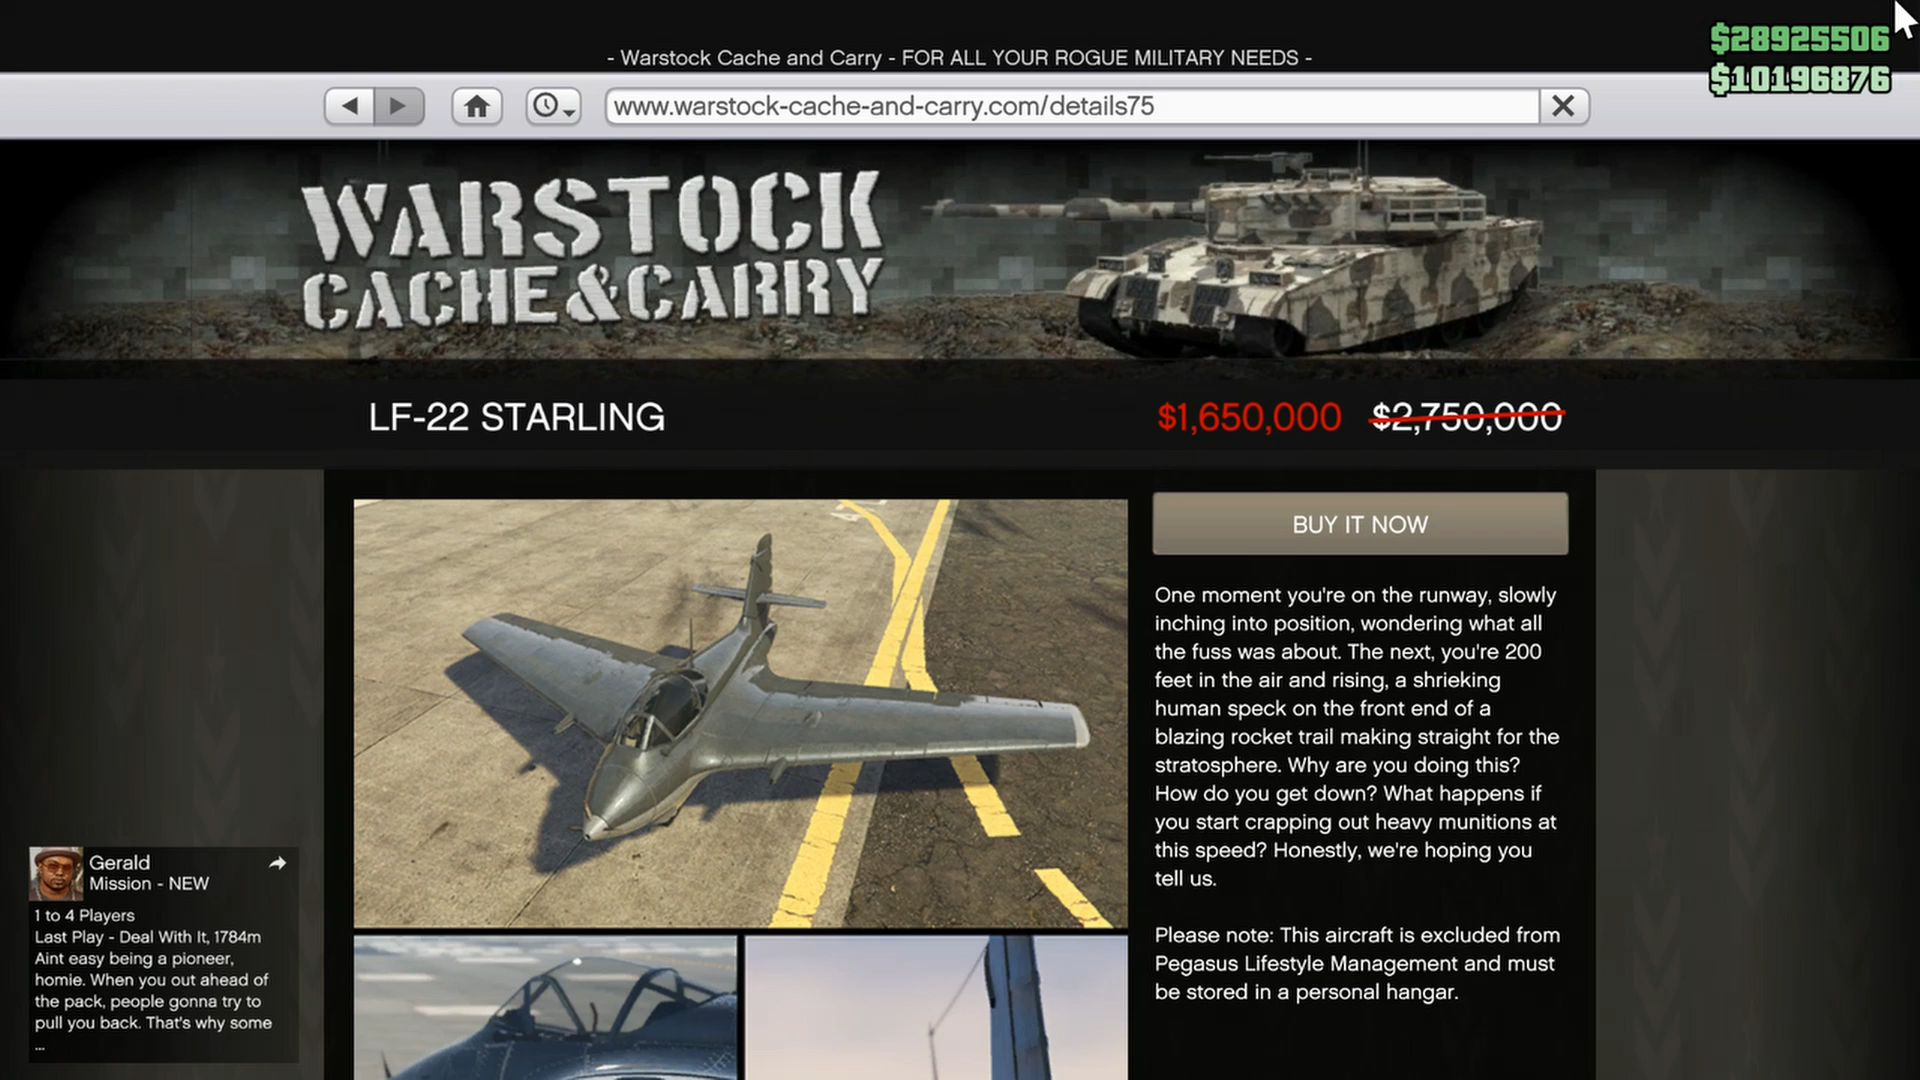 - Warstock Cache and Carry - FOR ALL YOUR ROGUE MILITARY NEEDS -
$28925506
$10196876
www.warstock-cache-and-carry.com/details75
WARSTOCK
CACHE&CARRY
LF-22 STARLING
$1,650,000 $2,750,000
BUY IT NOW
One moment you're on the runway, slowly
inching into position, wondering what all
the fuss was about. The next, you're 200
feet in the air and rising, a shrieking
human speck on the front end of a
blazing rocket trail making straight for the
stratosphere. Why are you doing this?
How do you get down? What happens if
you start crapping out heavy munitions at
this speed? Honestly, we're hoping you
tell us.
Please note: This aircraft is excluded from
Pegasus Lifestyle Management and must
be stored in a personal hangar.
Gerald
Mission - NEW
1 to 4 Players
Last Play - Deal With It, 1784m
Aint easy being a pioneer,
homie. When you out ahead of
the pack, people gonna try to
pull you back. That's why some
...